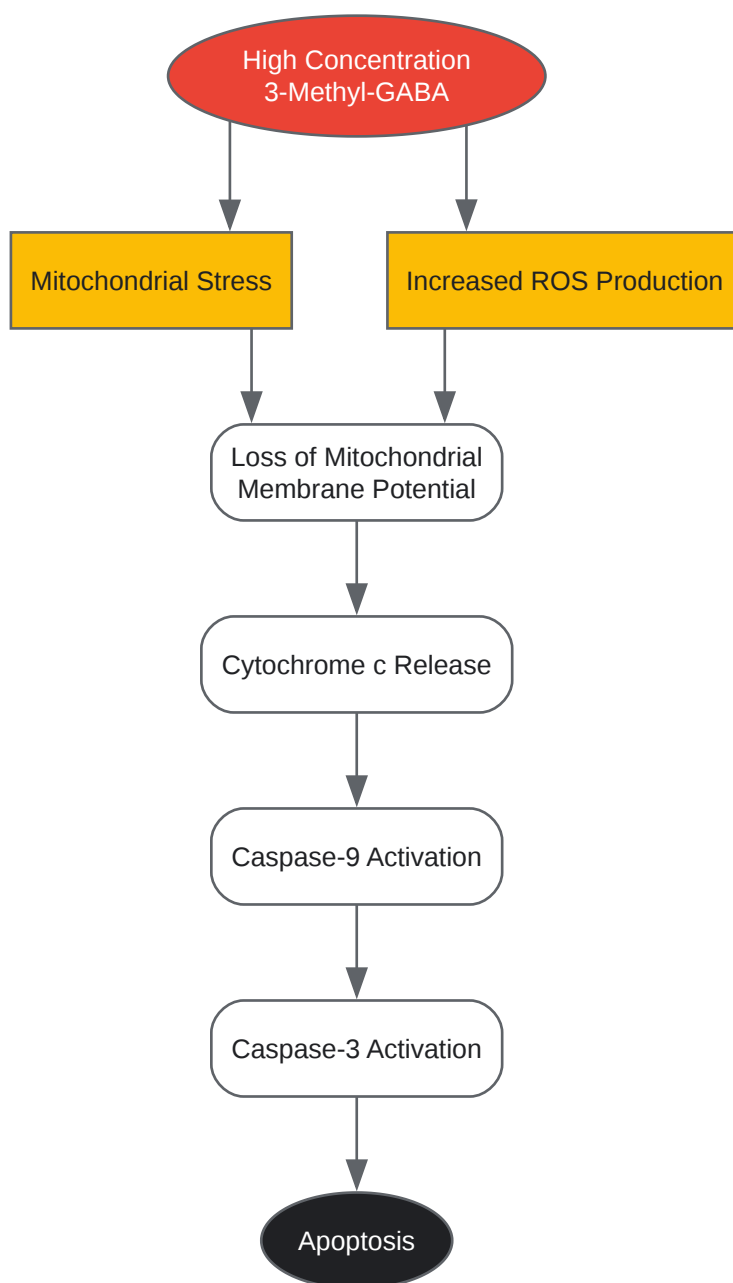 High Concentration
3-Methyl-GABA
Mitochondrial Stress
Increased ROS Production
Loss of Mitochondrial
Membrane Potential
Cytochrome c Release
Caspase-9 Activation
Caspase-3 Activation
Apoptosis